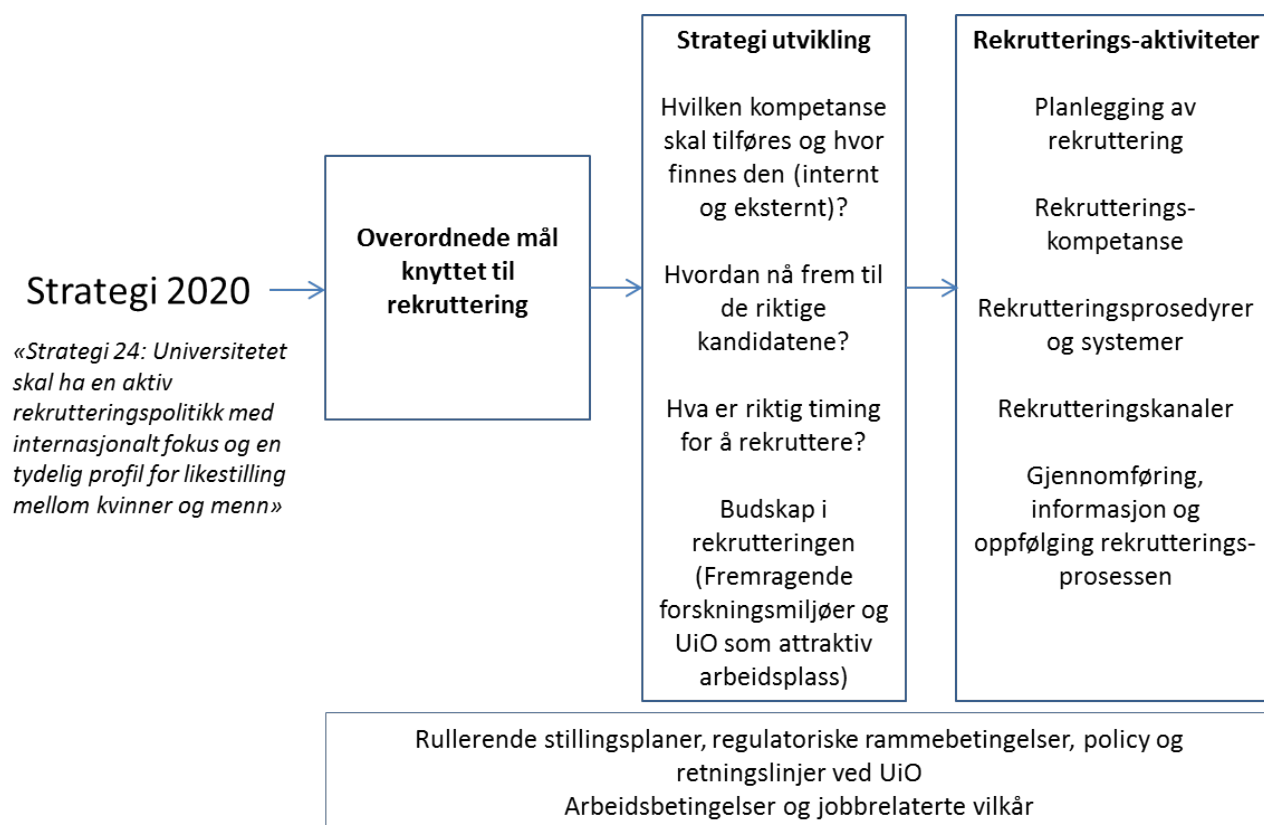 Strategi 2020
«Strategi 24: Universitetet
skal ha en aktiv
rekrutteringspolitikk med
internasjonalt fokus og en
tydelig profil for likestilling
mellom kvinner og menn»
Overordnede mål
knyttet til
rekruttering
Strategi utvikling
Hvilken kompetanse
skal tilføres og hvor
finnes den (internt
og eksternt)?
Hvordan nå frem til
de riktige
kandidatene?
Hva er riktig timing
for å rekruttere?
Budskap i
rekrutteringen
(Fremragende
forskningsmiljøer og
UiO som attraktiv
arbeidsplass)
Rekrutterings-aktiviteter
Planlegging av
rekruttering
Rekrutterings-
kompetanse
Rekrutteringsprosedyrer
og systemer
Rekrutteringskanaler
Gjennomføring,
informasjon og
oppfølging rekrutterings-
prosessen
Rullerende stillingsplaner, regulatoriske rammebetingelser, policy og
retningslinjer ved UiO
Arbeidsbetingelser og jobbrelaterte vilkår